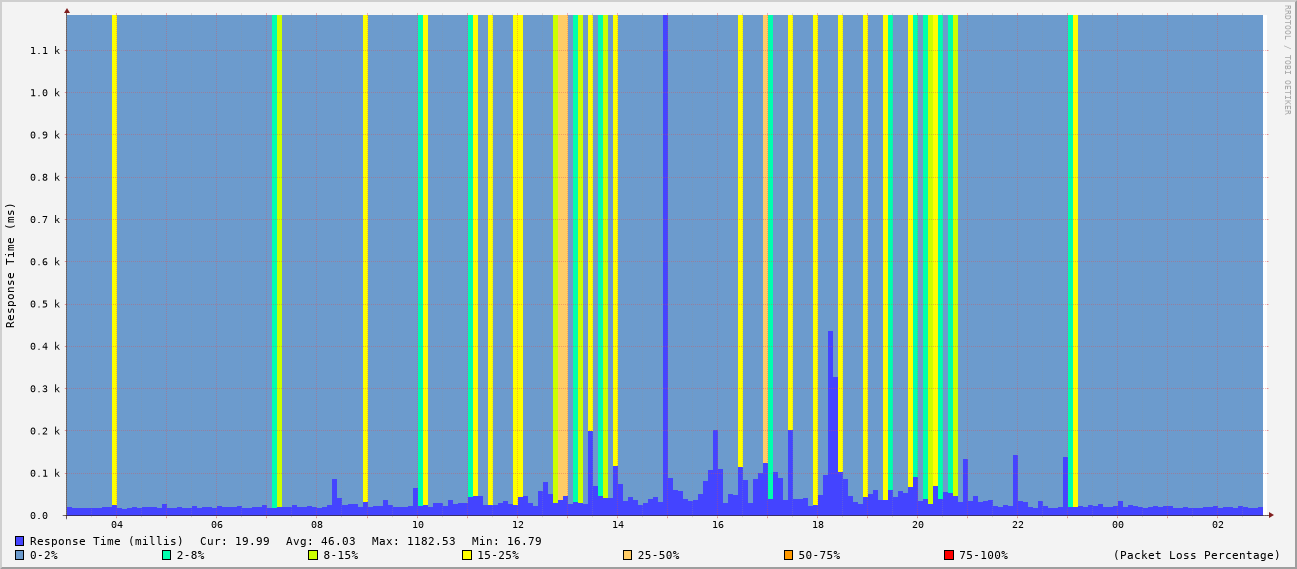 RRDTOOL / TOBI OETIKER
Response Time (ms)
1.1 k
1.0 k
0.9 k
0.8 k
0.7 k
0.6 k
0.5 k
0.4 k
0.3 k
0.2 k
0.1 k
0.0
04 06 08 10 12 14 16 18 20 22 00 02
Response Time (millis) Cur: 19.99 Avg: 46.03 Max: 1182.53 Min: 16.79
0-2% 2-8% 8-15% 15-25% 25-50% 50-75% 75-100% (Packet Loss Percentage)